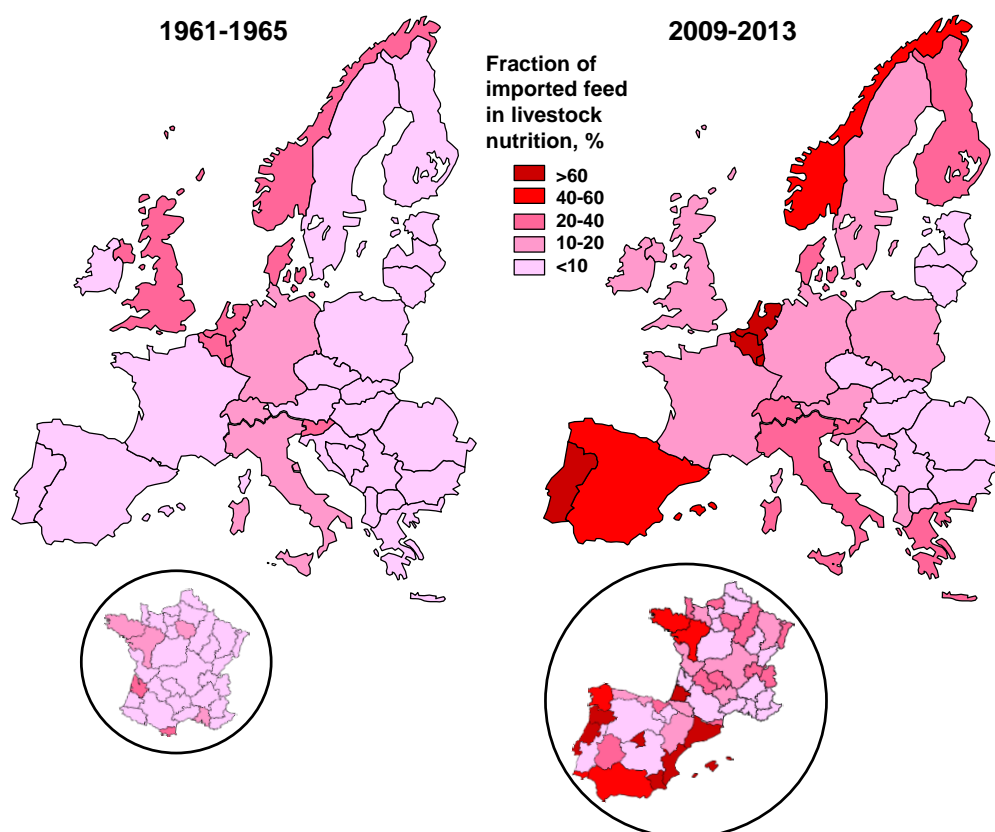 1961-1965
2009-2013
Fraction of
imported feed
in livestock
nutrition, %
>60
40-60
20-40
10-20
<10